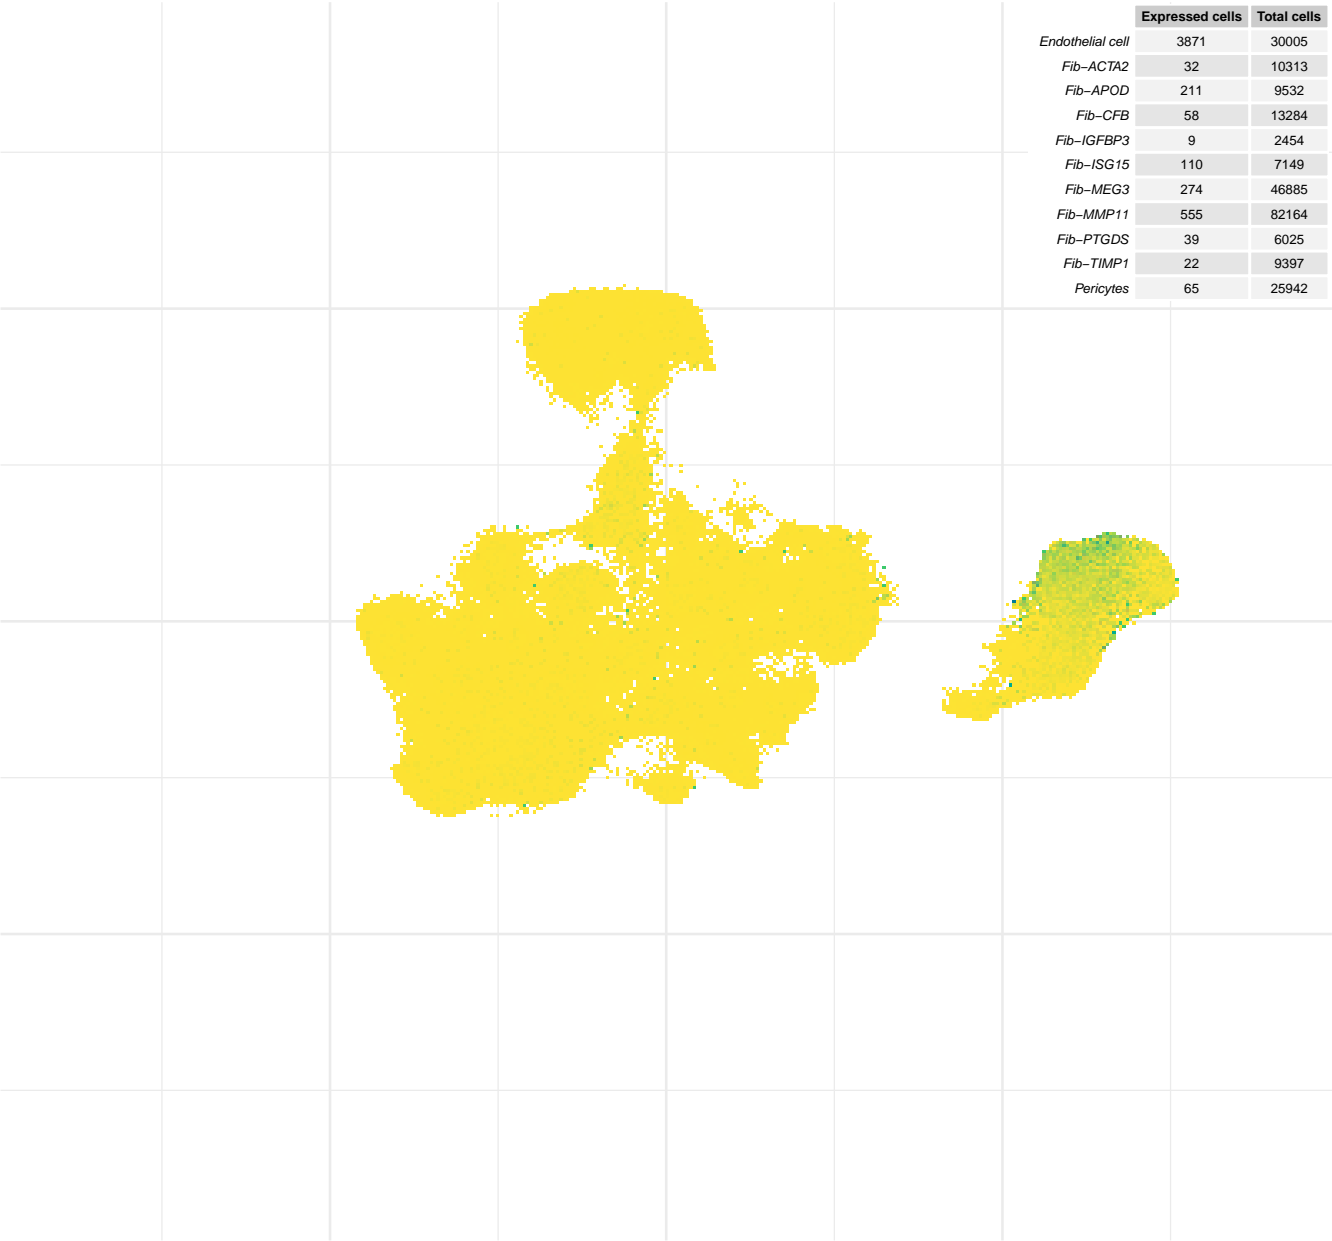 Expressed cells Total cells
Endothelial cell 3871 30005
Fib−ACTA2 32 10313
Fib−APOD 211 9532
Fib−CFB 58 13284
Fib−IGFBP3 9 2454
Fib−ISG15 110 7149
Fib−MEG3 274 46885
Fib−MMP11 555 82164
Fib−PTGDS 39 6025
Fib−TIMP1 22 9397
Pericytes 65 25942